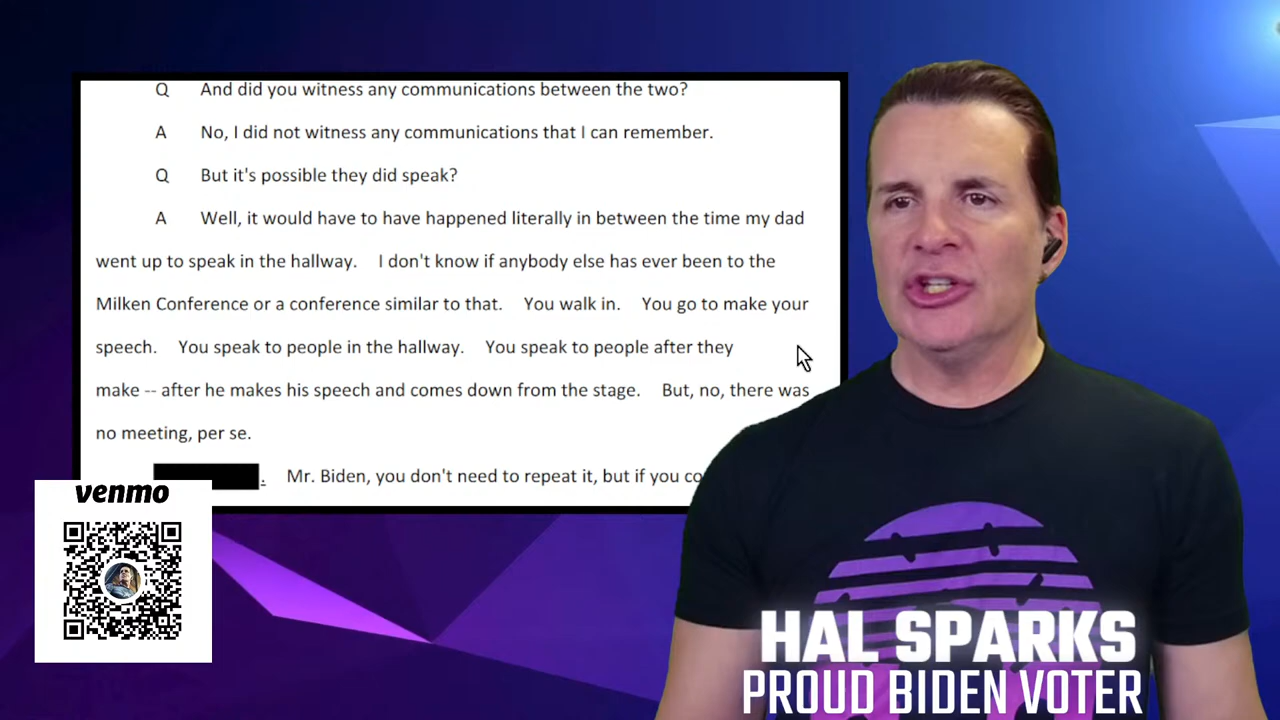 Q And did you witness any communications between the two?
A No, I did not witness any communications that I can remember.
Q But it's possible they did speak?
A Well, it would have to have happened literally in between the time my dad
went up to speak in the hallway. I don't know if anybody else has ever been to the
Milken Conference or a conference similar to that. You walk in. You go to make your
speech. You speak to people in the hallway. You speak to people after they
make -- after he makes his speech and comes down from the stage. But, no, there was
no meeting, per se.
. Mr. Biden, you don't need to repeat it, but if you co
venmo
HAL SPARKS
PROUD BIDEN VOTER